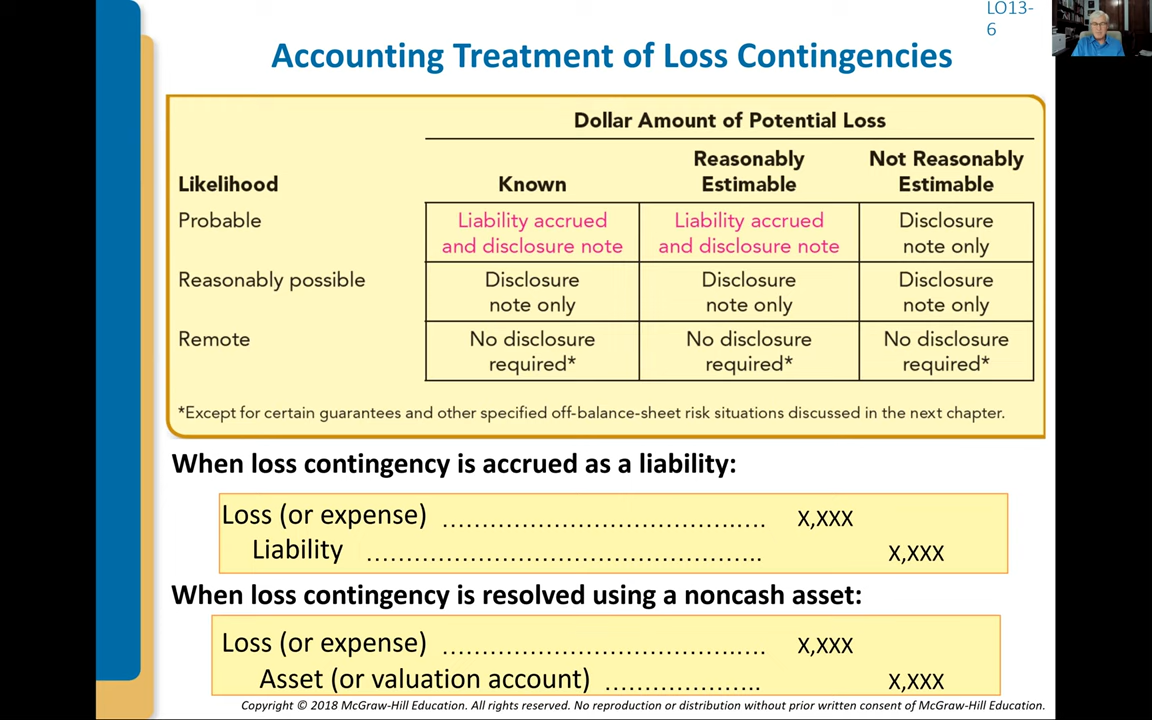 LO13-
6
Accounting Treatment of Loss Contingencies
Dollar Amount of Potential Loss
Likelihood Known Reasonably Estimable Not Reasonably Estimable
Probable Liability accrued and disclosure note Liability accrued and disclosure note Disclosure note only
Reasonably possible Disclosure note only Disclosure note only Disclosure note only
Remote No disclosure required* No disclosure required* No disclosure required*
*Except for certain guarantees and other specified off-balance-sheet risk situations discussed in the next chapter.
When loss contingency is accrued as a liability:
Loss (or expense) ……………………………….…. X,XXX
Liability ………………………………………….. X,XXX
When loss contingency is resolved using a noncash asset:
Loss (or expense) ……………………………….…. X,XXX
Asset (or valuation account) ……………….. X,XXX
Copyright © 2018 McGraw-Hill Education. All rights reserved. No reproduction or distribution without prior written consent of McGraw-Hill Education.